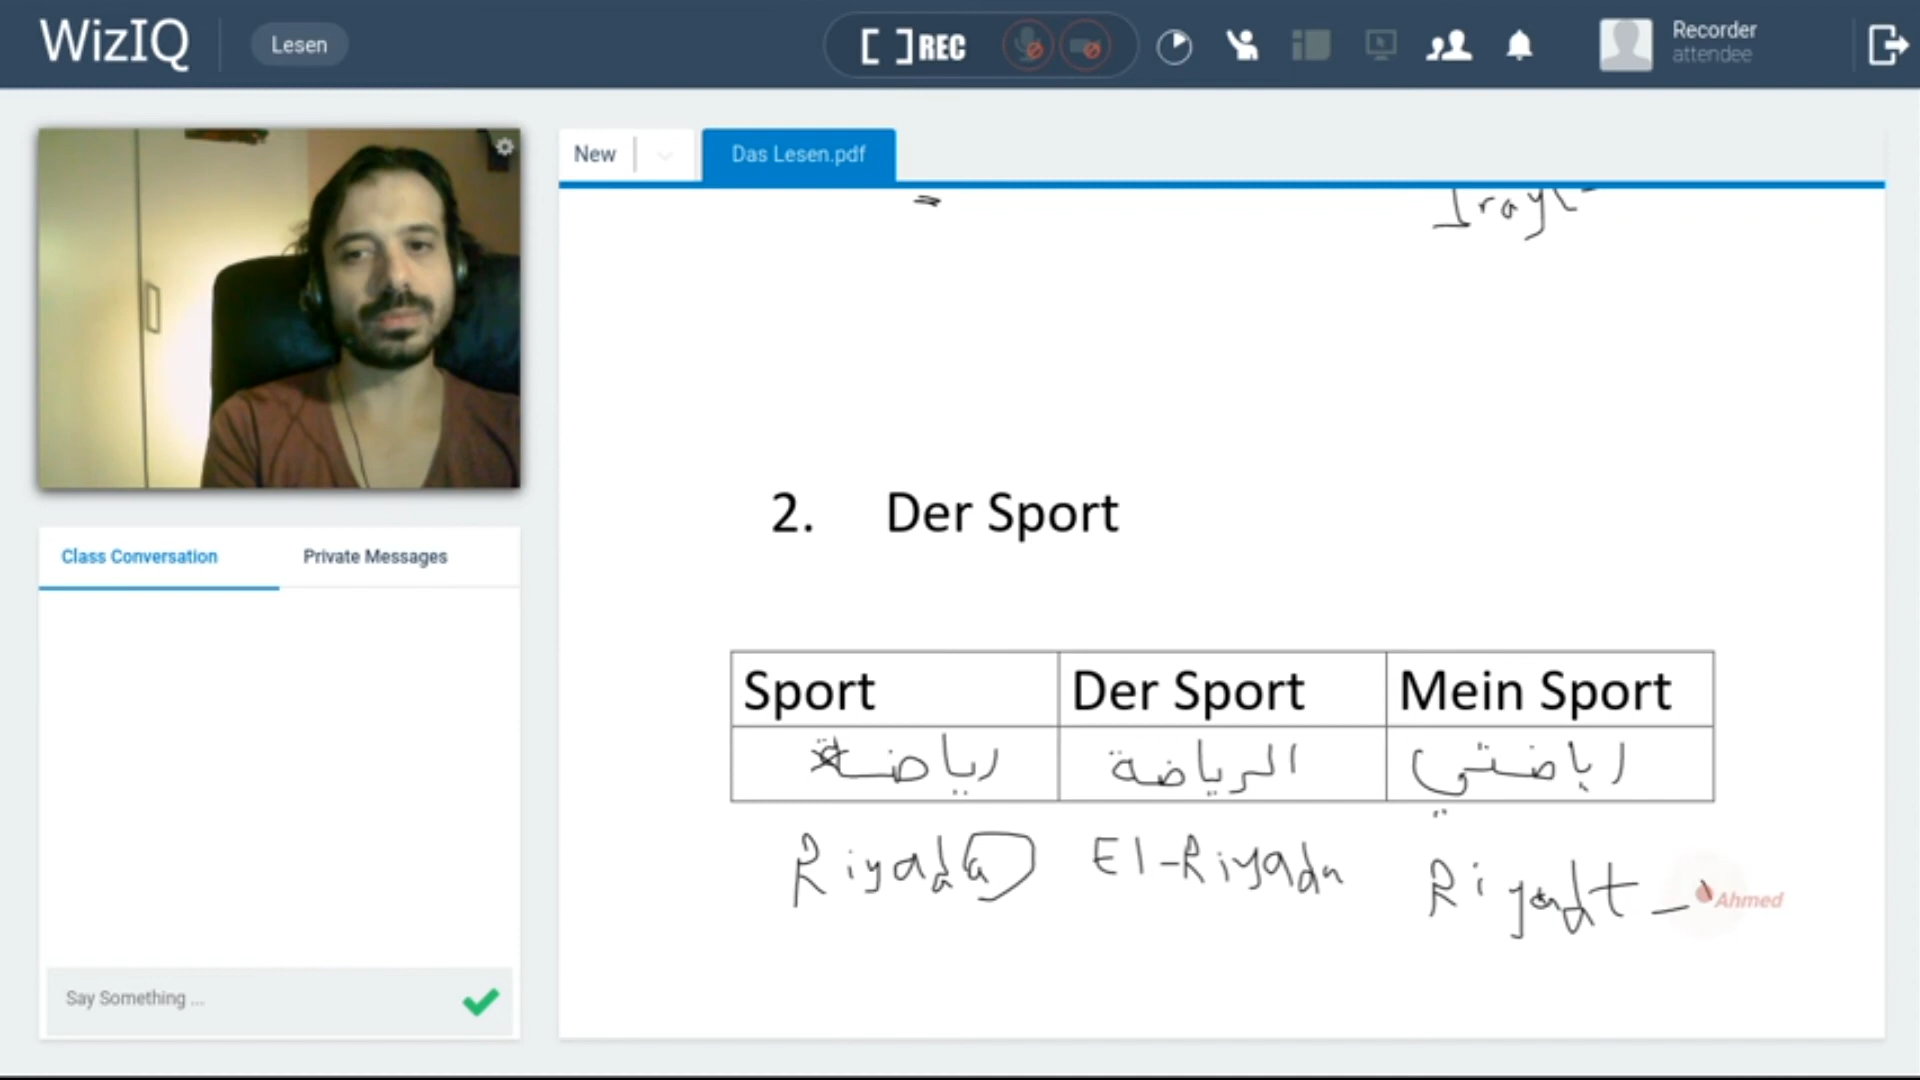 WizIQ Lesen [ ]REC Recorder
attendee
New Das Lesen.pdf
=
2. Der Sport
Class Conversation Private Messages
Sport Der Sport Mein Sport
رياضة الرياضة رياضتي
Riyada El-Riyada Riyadt -
Ahmed
Say Something ...